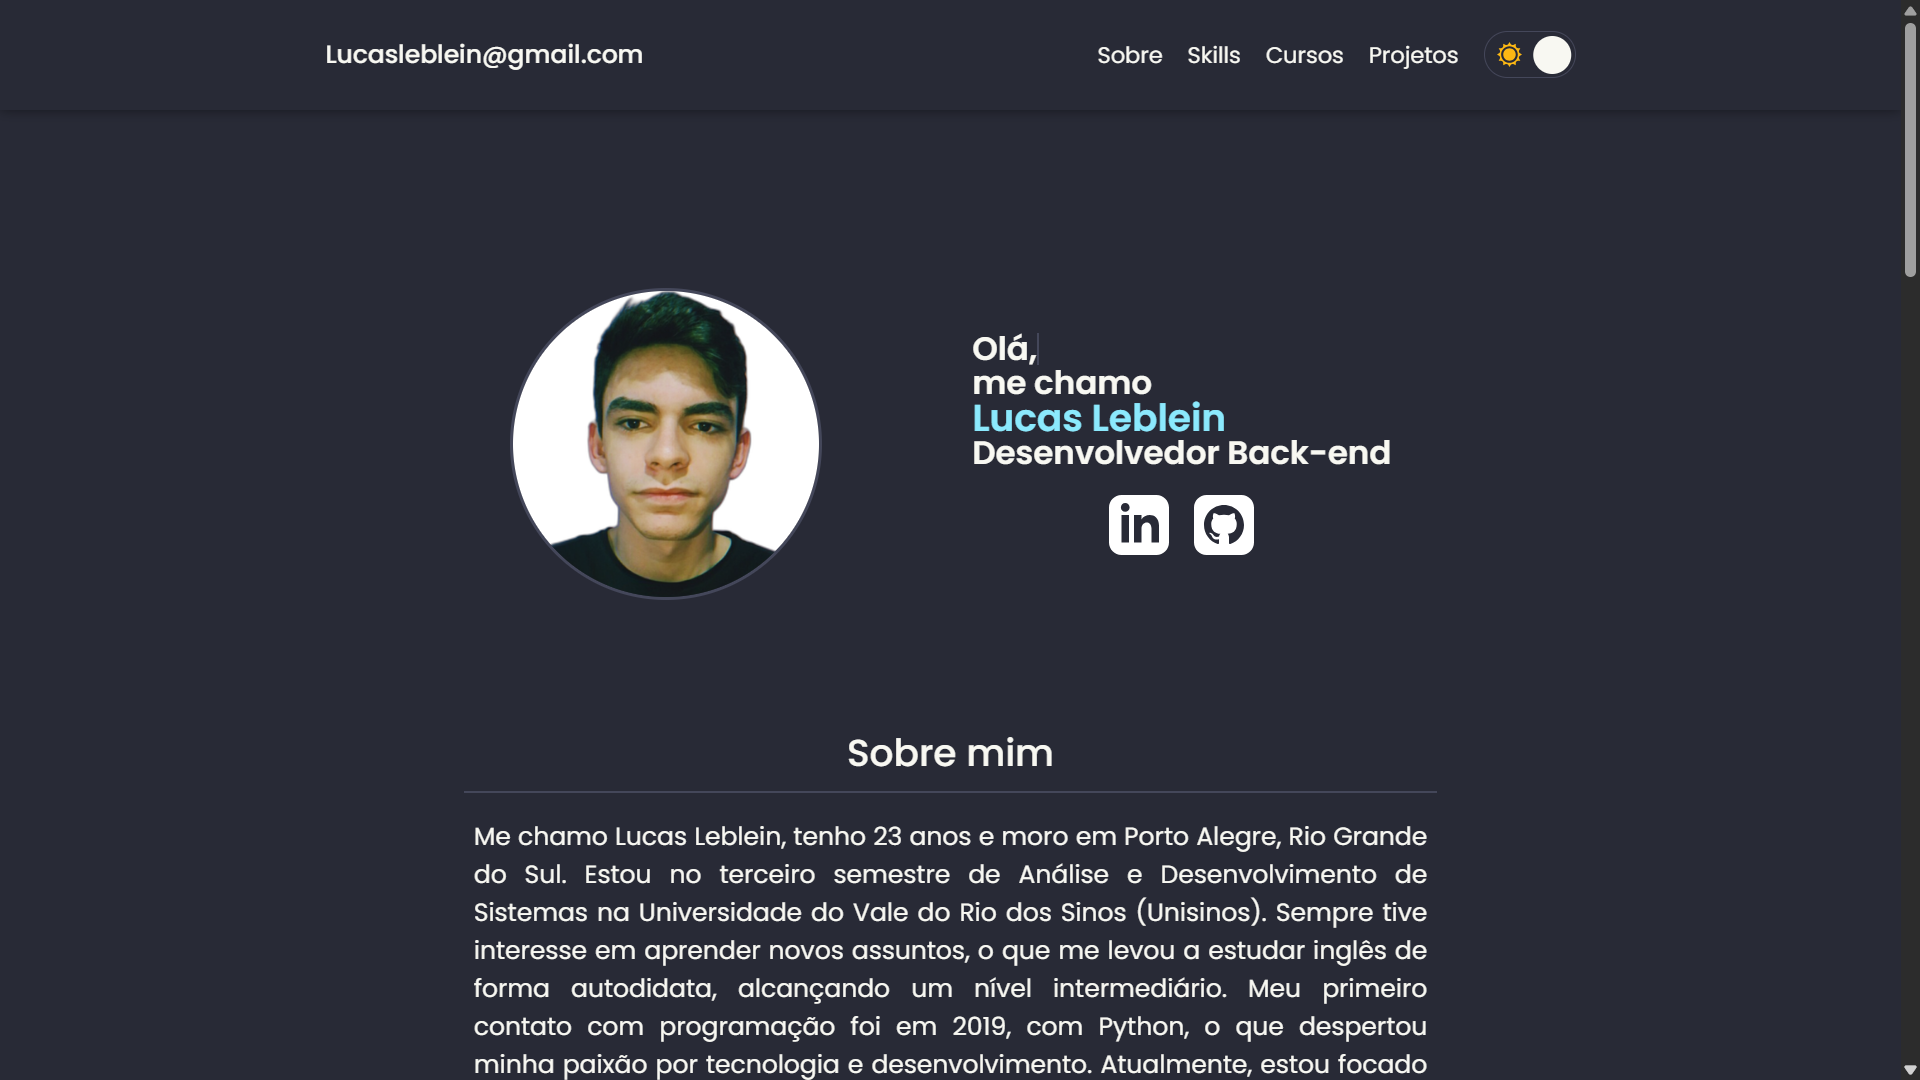 Lucasleblein@gmail.com
Sobre Skills Cursos Projetos
Olá,
me chamo
Lucas Leblein
Desenvolvedor Back-end
in
Sobre mim
Me chamo Lucas Leblein, tenho 23 anos e moro em Porto Alegre, Rio Grande
do Sul. Estou no terceiro semestre de Análise e Desenvolvimento de
Sistemas na Universidade do Vale do Rio dos Sinos (Unisinos). Sempre tive
interesse em aprender novos assuntos, o que me levou a estudar inglês de
forma autodidata, alcançando um nível intermediário. Meu primeiro
contato com programação foi em 2019, com Python, o que despertou
minha paixão por tecnologia e desenvolvimento. Atualmente, estou focado